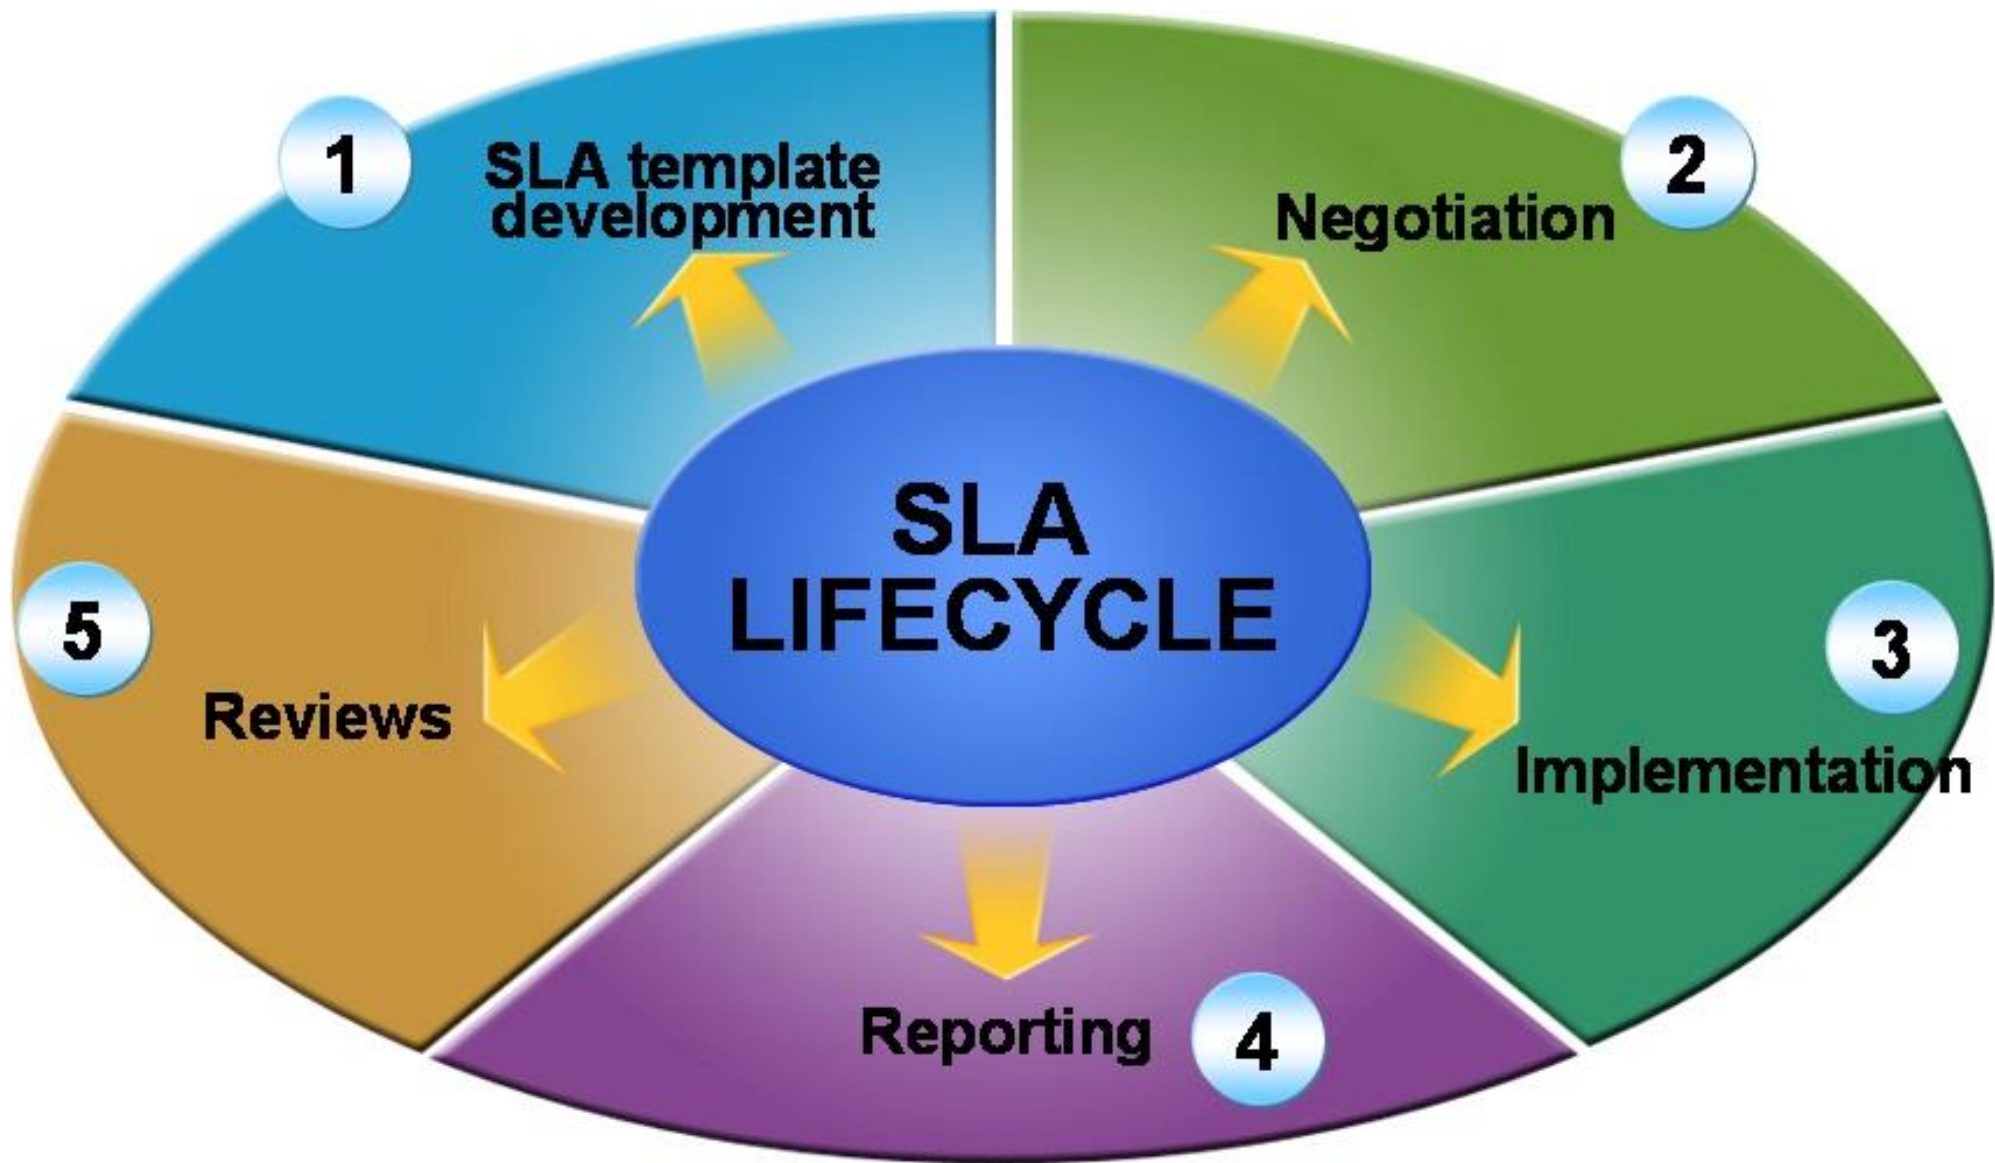 1
SLA template
development
2
Negotiation
SLA
LIFECYCLE
3
Implementation
4
Reporting
5
Reviews